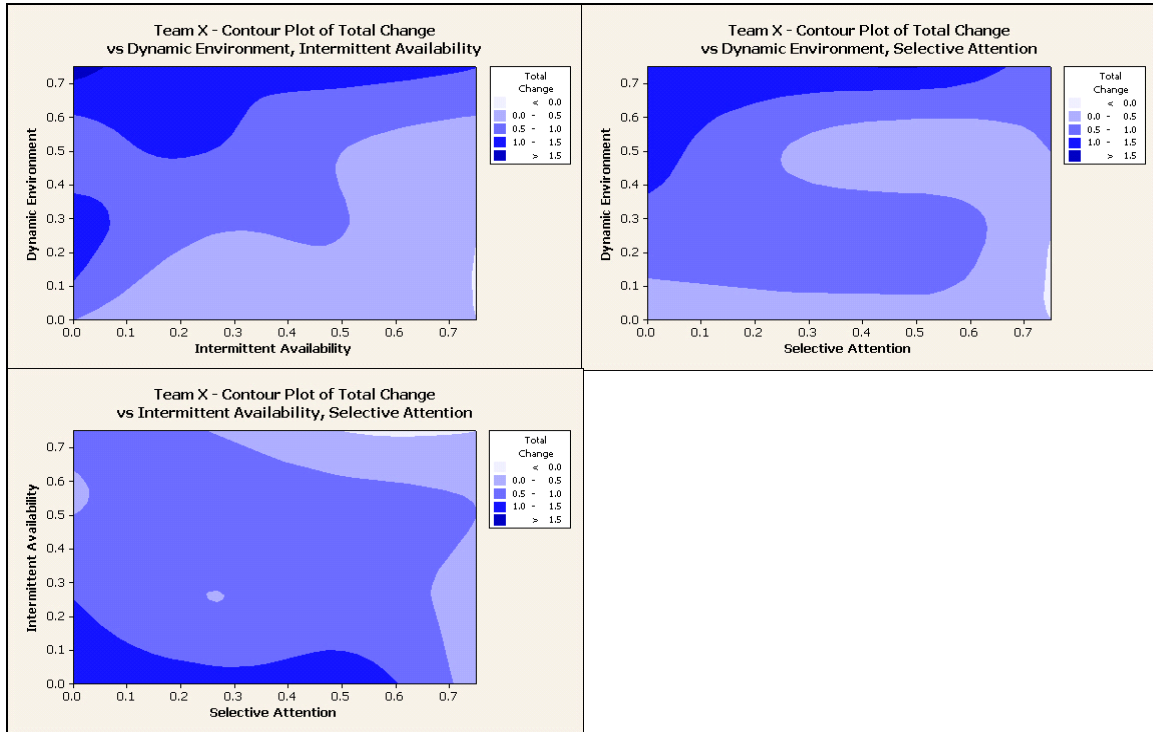 Team X - Contour Plot of Total Change
vs Dynamic Environment, Intermittent Availability
Total
Change
< 0.0
0.0 - 0.5
0.5 - 1.0
1.0 - 1.5
> 1.5
Dynamic Environment
0.7
0.6
0.5
0.4
0.3
0.2
0.1
0.0
0.0 0.1 0.2 0.3 0.4 0.5 0.6 0.7
Intermittent Availability
Team X - Contour Plot of Total Change
vs Dynamic Environment, Selective Attention
Total
Change
< 0.0
0.0 - 0.5
0.5 - 1.0
1.0 - 1.5
> 1.5
Dynamic Environment
0.7
0.6
0.5
0.4
0.3
0.2
0.1
0.0
0.0 0.1 0.2 0.3 0.4 0.5 0.6 0.7
Selective Attention
Team X - Contour Plot of Total Change
vs Intermittent Availability, Selective Attention
Total
Change
< 0.0
0.0 - 0.5
0.5 - 1.0
1.0 - 1.5
> 1.5
Intermittent Availability
0.7
0.6
0.5
0.4
0.3
0.2
0.1
0.0
0.0 0.1 0.2 0.3 0.4 0.5 0.6 0.7
Selective Attention